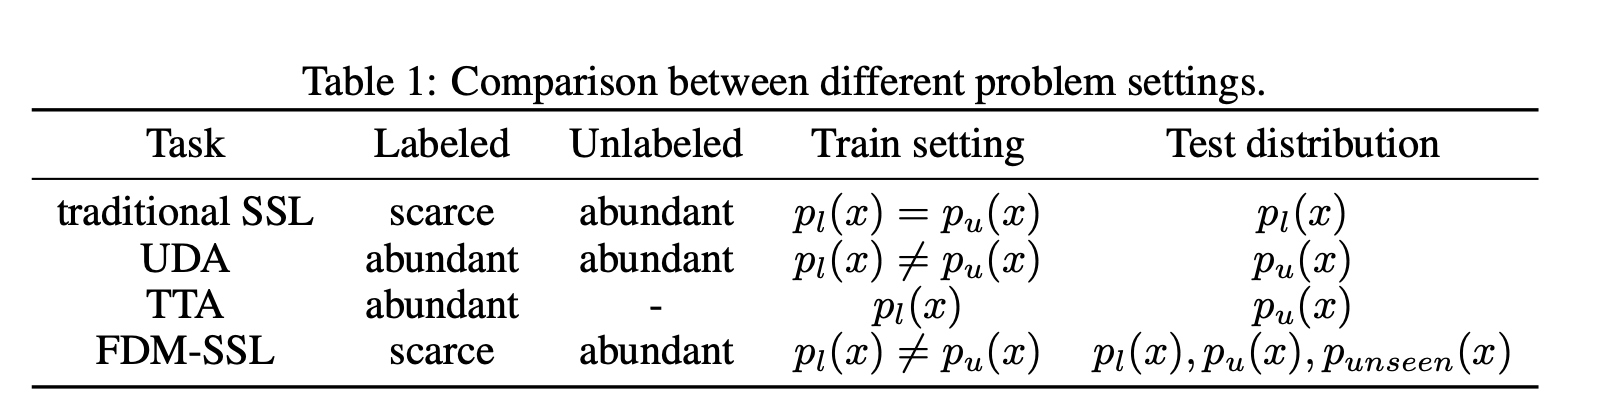 Table 1: Comparison between different problem settings.
Task Labeled Unlabeled Train setting Test distribution
traditional SSL scarce abundant p_l(x) = p_u(x) p_l(x)
UDA abundant abundant p_l(x) ≠ p_u(x) p_u(x)
TTA abundant - p_l(x) p_u(x)
FDM-SSL scarce abundant p_l(x) ≠ p_u(x) p_l(x), p_u(x), p_{unseen}(x)